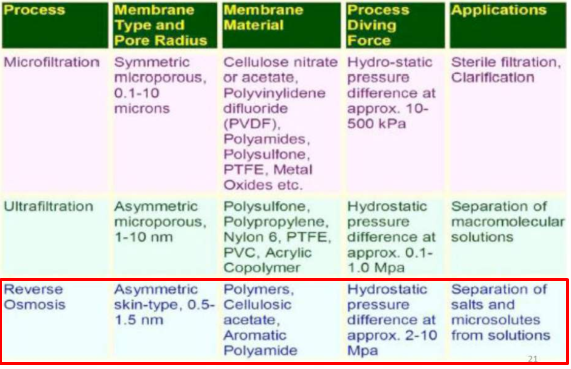 Process
Membrane
Type and
Pore Radius
Membrane
Material
Process
Diving
Force
Applications
Microfiltration
Symmetric
microporous,
0.1-10
microns
Cellulose nitrate
or acetate,
Polyvinylidene
difluoride
(PVDF),
Polyamides,
Polysulfone,
PTFE, Metal
Oxides etc.
Hydro-static
pressure
difference at
approx. 10-
500 kPa
Sterile filtration,
Clarification
Ultrafiltration
Asymmetric
microporous,
1-10 nm
Polysulfone,
Polypropylene,
Nylon 6, PTFE,
PVC, Acrylic
Copolymer
Hydrostatic
pressure
difference at
approx. 0.1-
1.0 Mpa
Separation of
macromolecular
solutions
Reverse
Osmosis
Asymmetric
skin-type, 0.5-
1.5 nm
Polymers,
Cellulosic
acetate,
Aromatic
Polyamide
Hydrostatic
pressure
difference at
approx. 2-10
Mpa
Separation of
salts and
microsolutes
from solutions
21